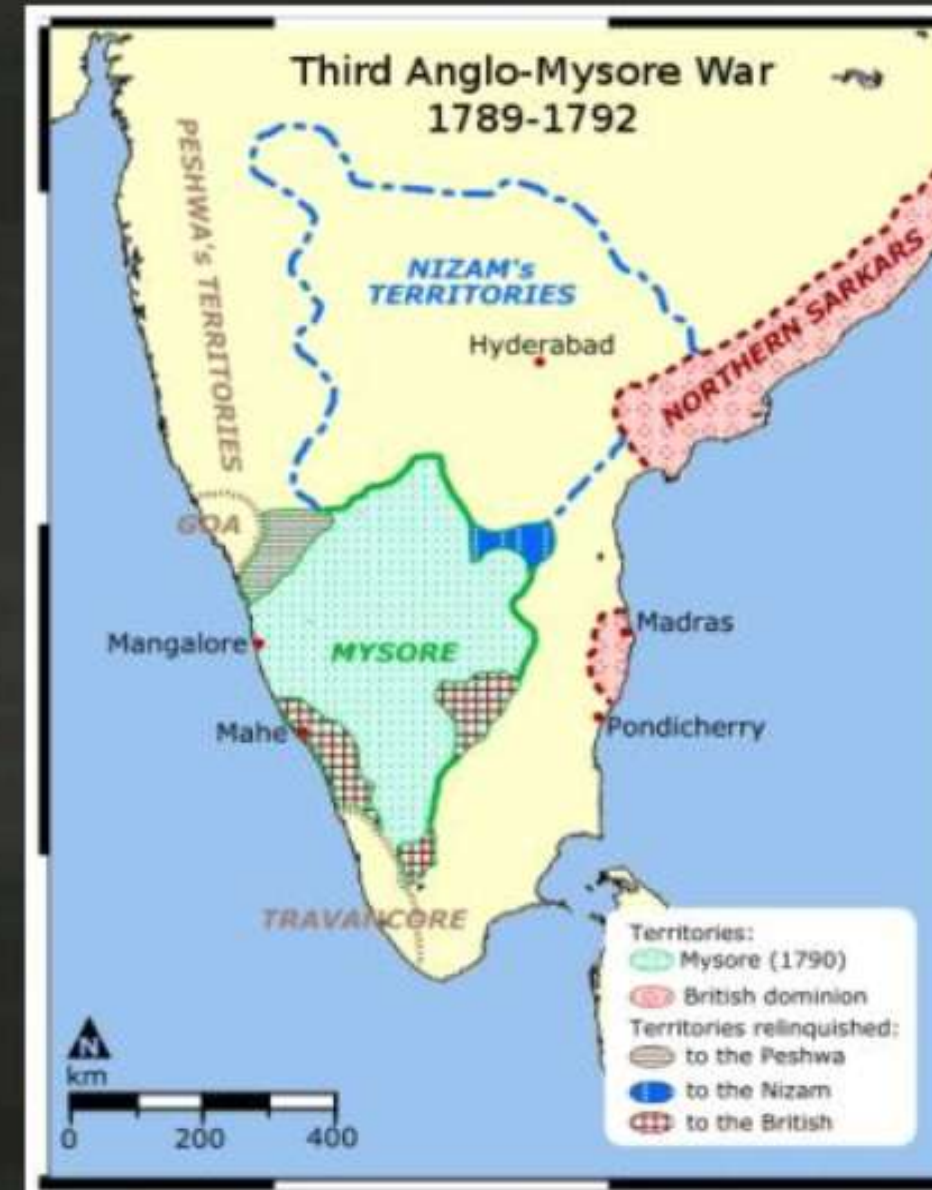 Third Anglo-Mysore War
1789-1792
PESHWA's TERRITORIES
NIZAM's
TERRITORIES
Hyderabad
NORTHERN SARKARS
GOA
Mangalore
MYSORE
Madras
Mahe
Pondicherry
TRAVANCORE
Territories:
Mysore (1790)
British dominion
Territories relinquished:
to the Peshwa
to the Nizam
to the British
N
km
0 200 400